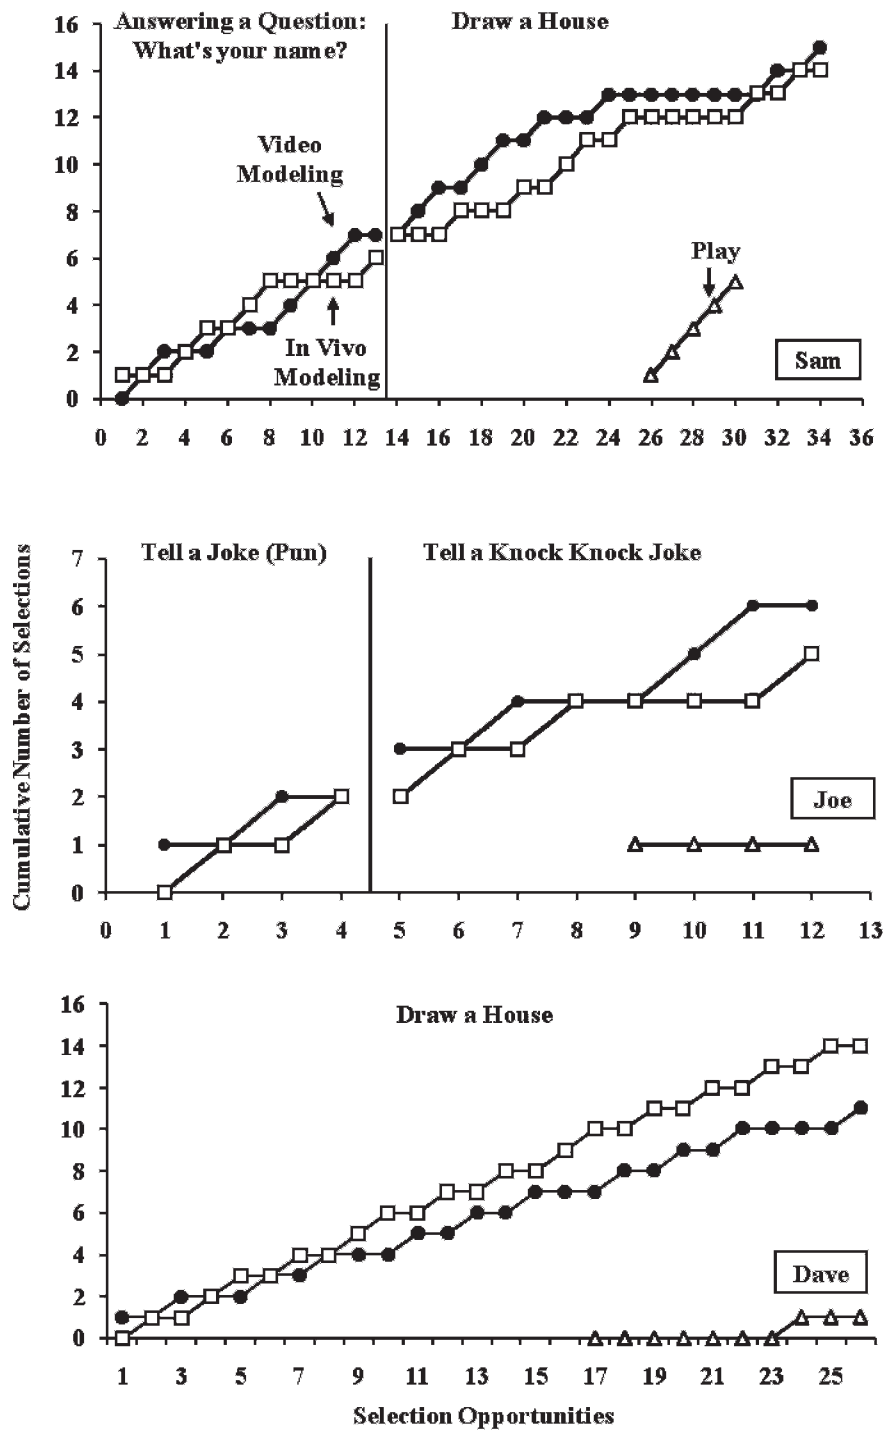 Answering a Question:
What's your name?
Draw a House
16
14
12
10
8
6
4
2
0
Video
Modeling
In Vivo
Modeling
Play
Sam
0 2 4 6 8 10 12 14 16 18 20 22 24 26 28 30 32 34 36
Cumulative Number of Selections
Tell a Joke (Pun)
Tell a Knock Knock Joke
7
6
5
4
3
2
1
0
Joe
0 1 2 3 4 5 6 7 8 9 10 11 12 13
Draw a House
16
14
12
10
8
6
4
2
0
Dave
1 3 5 7 9 11 13 15 17 19 21 23 25
Selection Opportunities